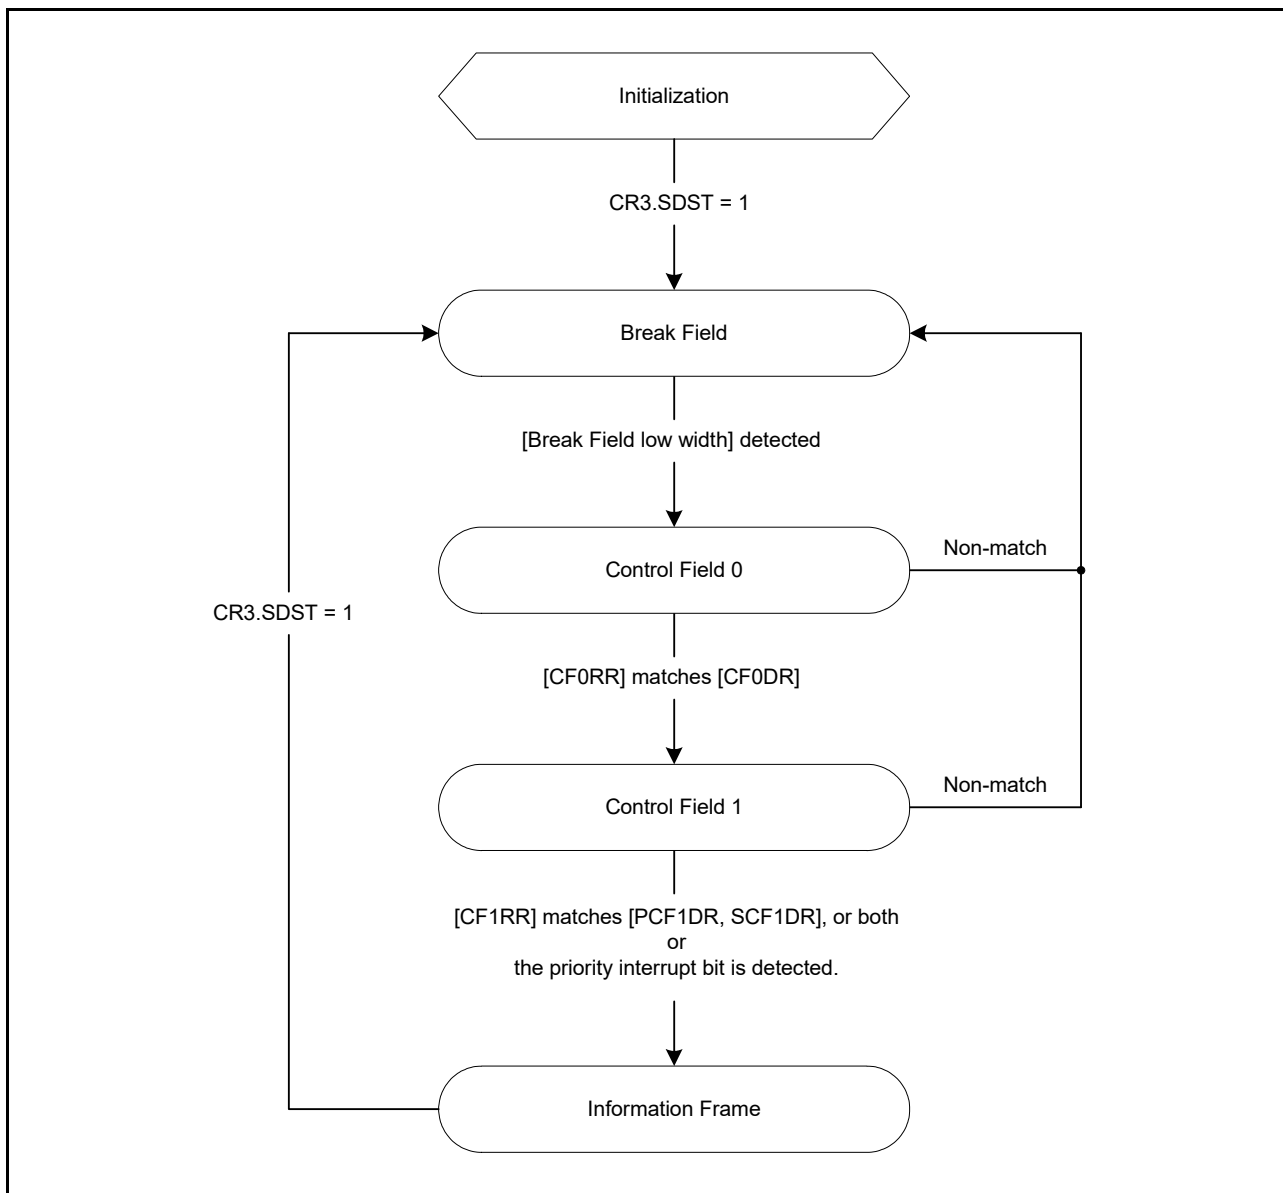 Initialization
CR3.SDST = 1
Break Field
[Break Field low width] detected
Non-match
Control Field 0
CR3.SDST = 1
[CF0RR] matches [CF0DR]
Non-match
Control Field 1
[CF1RR] matches [PCF1DR, SCF1DR], or both
or
the priority interrupt bit is detected.
Information Frame